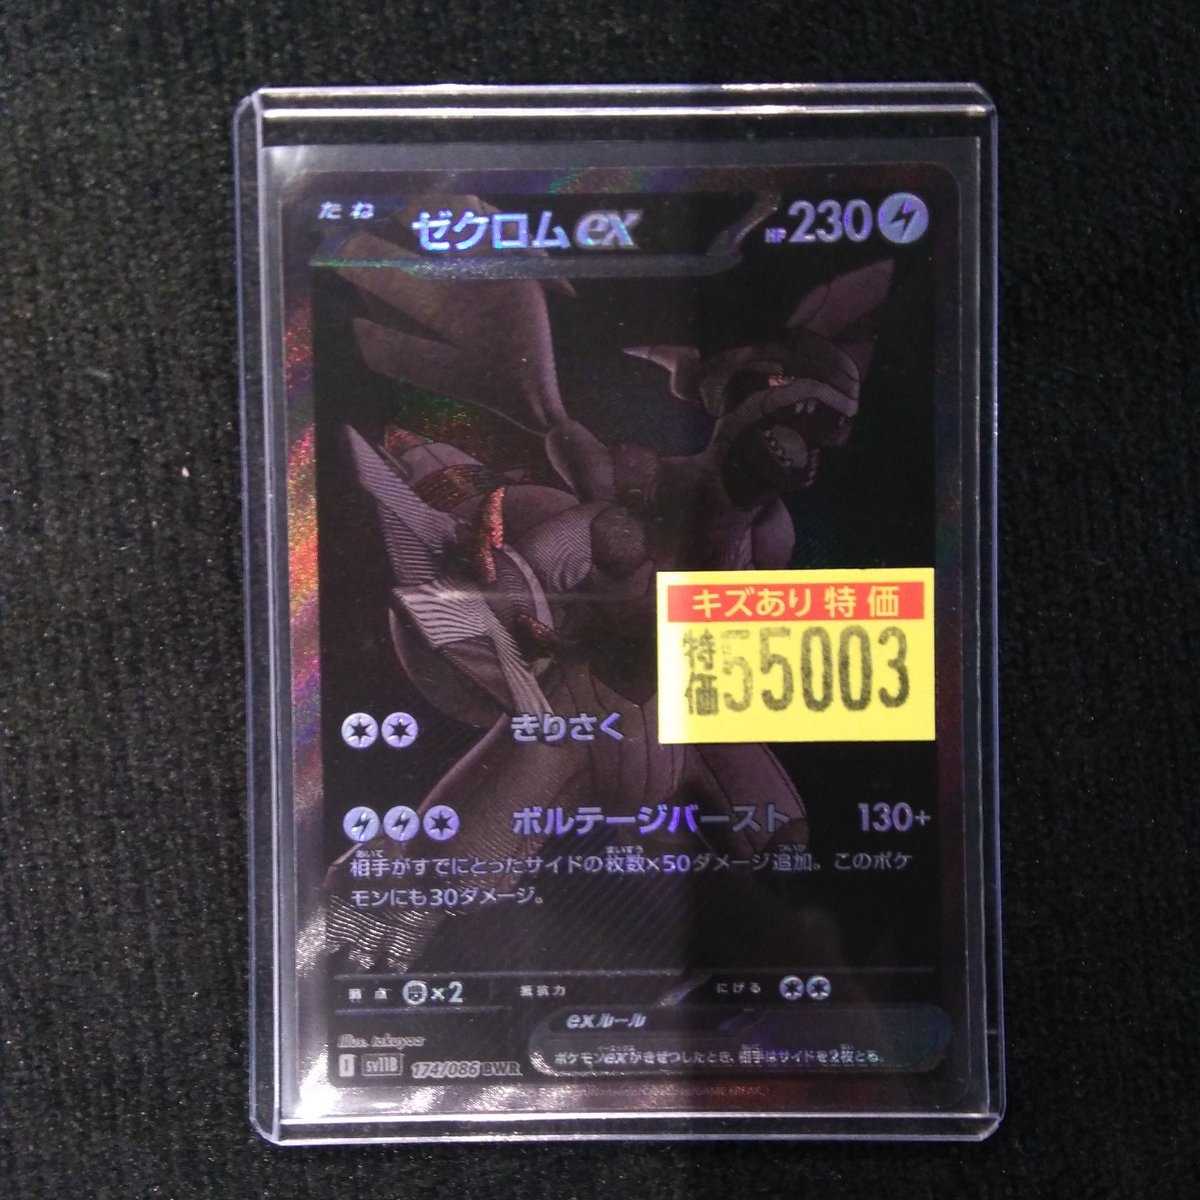 たね ゼクロムex HP 230
キズあり特価
特価 55003
きりさく
ボルテージバースト 130+
相手がすでにとったサイドの枚数×50ダメージ追加。このポケ
モンにも30ダメージ。
弱点 ×2 抵抗力 にげる
exルール
ポケモンexがきぜつしたとき、相手はサイドを2枚とる。
illus. takuyoa
I sv11B 174/086 BWR